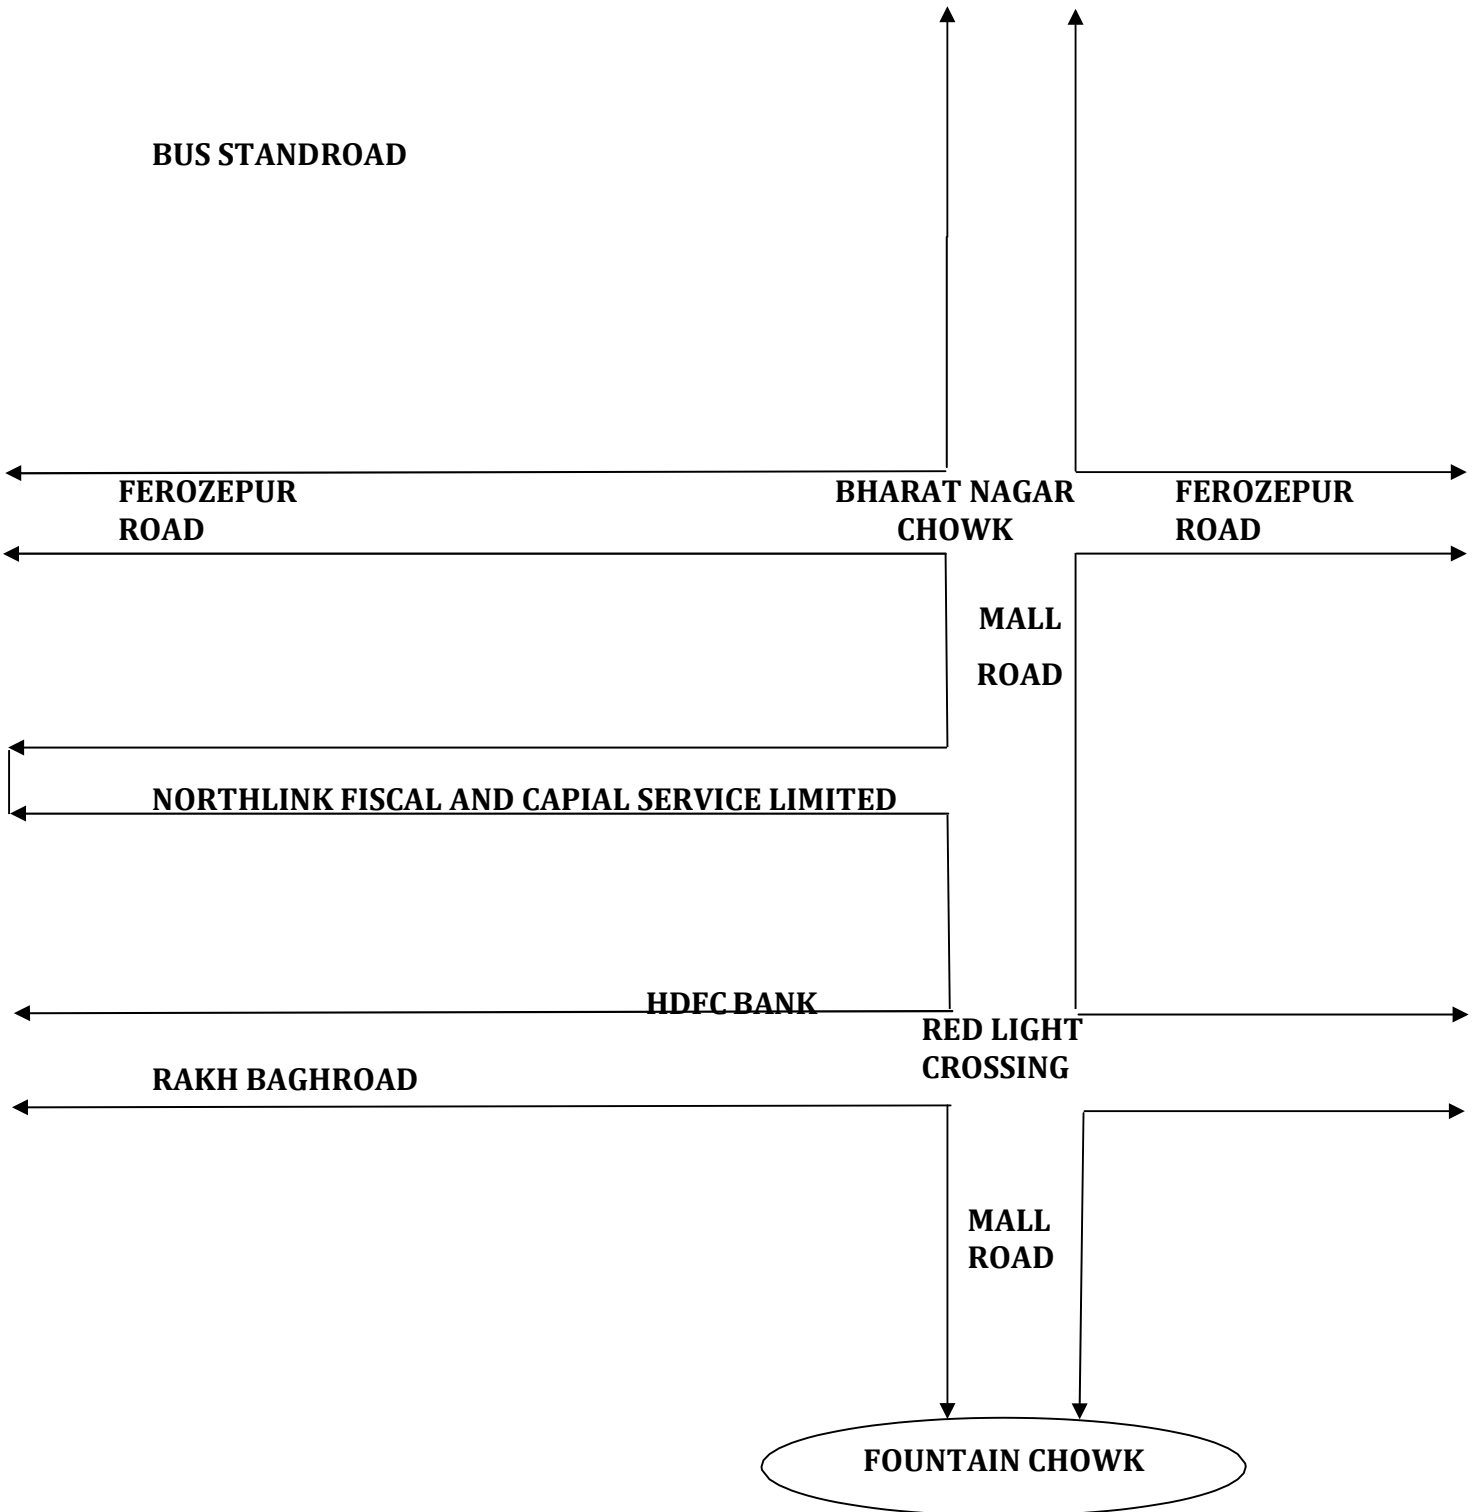 BUS STANDROAD
FEROZEPUR
ROAD
BHARAT NAGAR
CHOWK
FEROZEPUR
ROAD
MALL
ROAD
NORTHLINK FISCAL AND CAPIAL SERVICE LIMITED
HDFC BANK
RED LIGHT
CROSSING
RAKH BAGHROAD
MALL
ROAD
FOUNTAIN CHOWK